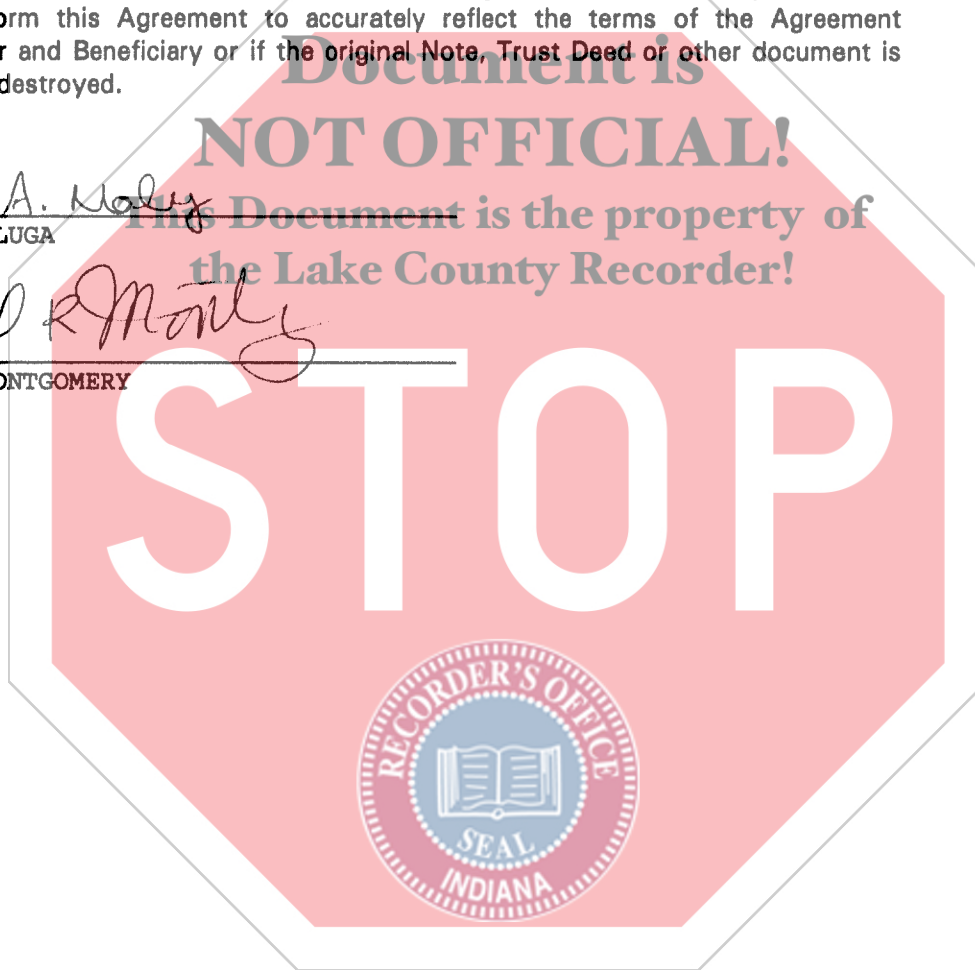 orm this Agreement to accurately reflect the terms of the Agreement
r and Beneficiary or if the original Note, Trust Deed or other document is
destroyed.
Document is
NOT OFFICIAL!
This Document is the property of
the Lake County Recorder!
A.
LUGA
R
ONTGOMERY
STOP
RECORDER'S OFFICE
SEAL
INDIANA